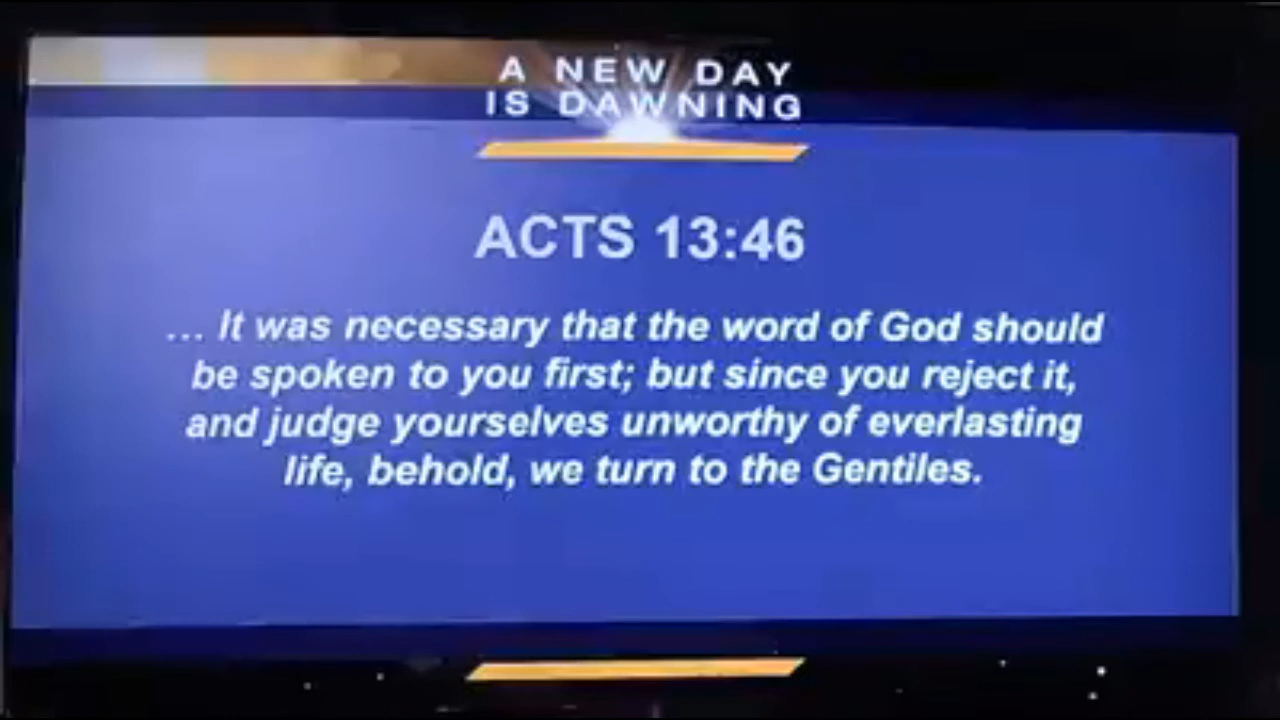 A NEW DAY
IS DAWNING
ACTS 13:46
... It was necessary that the word of God should
be spoken to you first; but since you reject it,
and judge yourselves unworthy of everlasting
life, behold, we turn to the Gentiles.